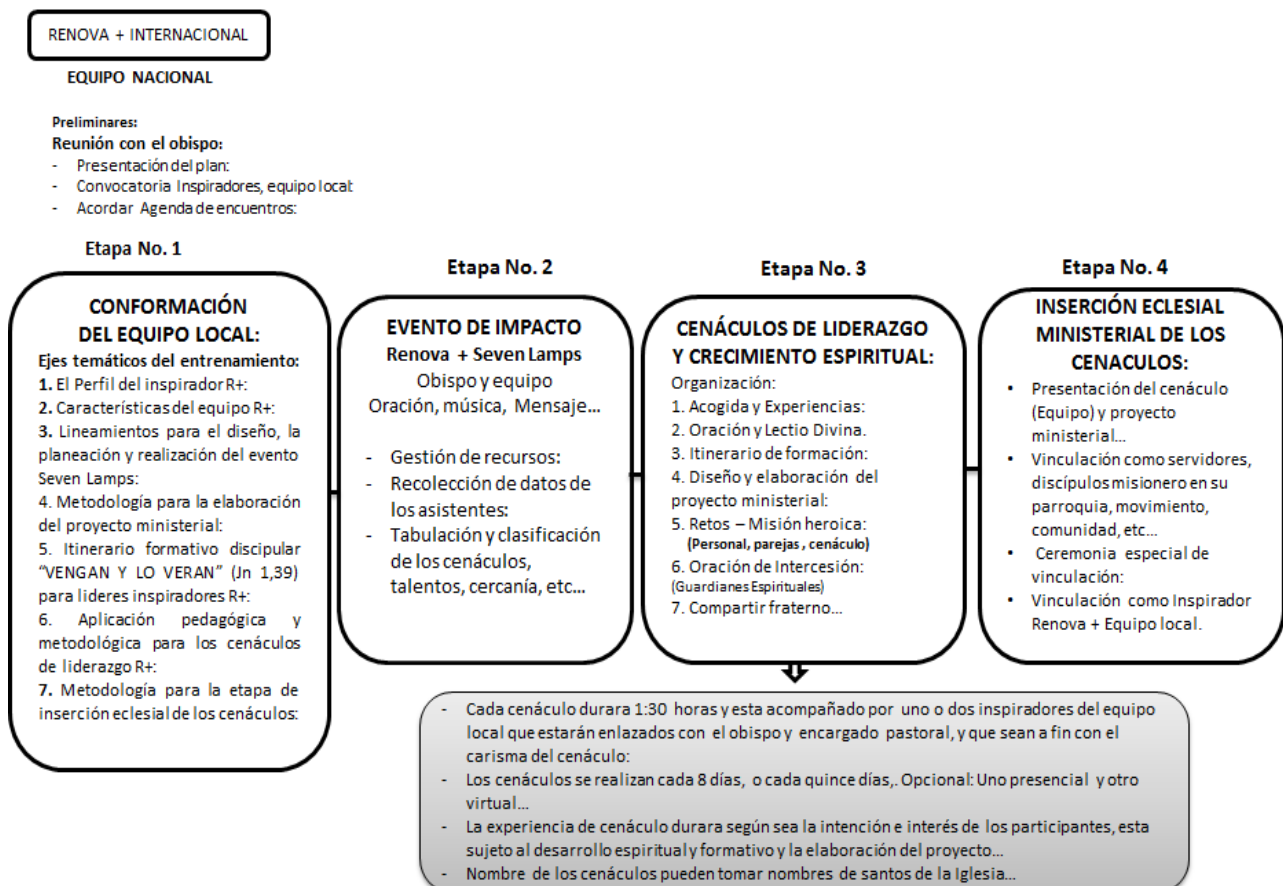 RENOVA + INTERNACIONAL
EQUIPO NACIONAL
Preliminares:
Reunión con el obispo:
- Presentación del plan:
- Convocatoria Inspiradores, equipo local:
- Acordar Agenda de encuentros:
Etapa No. 1
CONFORMACIÓN
DEL EQUIPO LOCAL:
Ejes temáticos del entrenamiento:
1. El Perfil del inspirador R+:
2. Características del equipo R+:
3. Lineamientos para el diseño, la
planeación y realización del evento
Seven Lamps:
4. Metodología para la elaboración
del proyecto ministerial:
5. Itinerario formativo discipular
“VENGAN Y LO VERAN” (Jn 1,39)
para lideres inspiradores R+:
6. Aplicación pedagógica y
metodológica para los cenáculos
de liderazgo R+:
7. Metodología para la etapa de
inserción eclesial de los cenáculos:
Etapa No. 2
EVENTO DE IMPACTO
Renova + Seven Lamps
Obispo y equipo
Oración, música, Mensaje...
- Gestión de recursos:
- Recolección de datos de
los asistentes:
- Tabulación y clasificación
de los cenáculos,
talentos, cercanía, etc...
Etapa No. 3
CENÁCULOS DE LIDERAZGO
Y CRECIMIENTO ESPIRITUAL:
Organización:
1. Acogida y Experiencias:
2. Oración y Lectio Divina.
3. Itinerario de formación:
4. Diseño y elaboración del
proyecto ministerial:
5. Retos – Misión heroica:
(Personal, parejas , cenáculo)
6. Oración de Intercesión:
(Guardianes Espirituales)
7. Compartir fraterno...
Etapa No. 4
INSERCIÓN ECLESIAL
MINISTERIAL DE LOS
CENACULOS:
• Presentación del cenáculo
(Equipo) y proyecto
ministerial...
• Vinculación como servidores,
discípulos misionero en su
parroquia, movimiento,
comunidad, etc...
• Ceremonia especial de
vinculación:
• Vinculación como Inspirador
Renova + Equipo local.
- Cada cenáculo durara 1:30 horas y esta acompañado por uno o dos inspiradores del equipo
local que estarán enlazados con el obispo y encargado pastoral, y que sean a fin con el
carisma del cenáculo:
- Los cenáculos se realizan cada 8 días, o cada quince días,. Opcional: Uno presencial y otro
virtual...
- La experiencia de cenáculo durara según sea la intención e interés de los participantes, esta
sujeto al desarrollo espiritual y formativo y la elaboración del proyecto...
- Nombre de los cenáculos pueden tomar nombres de santos de la Iglesia...